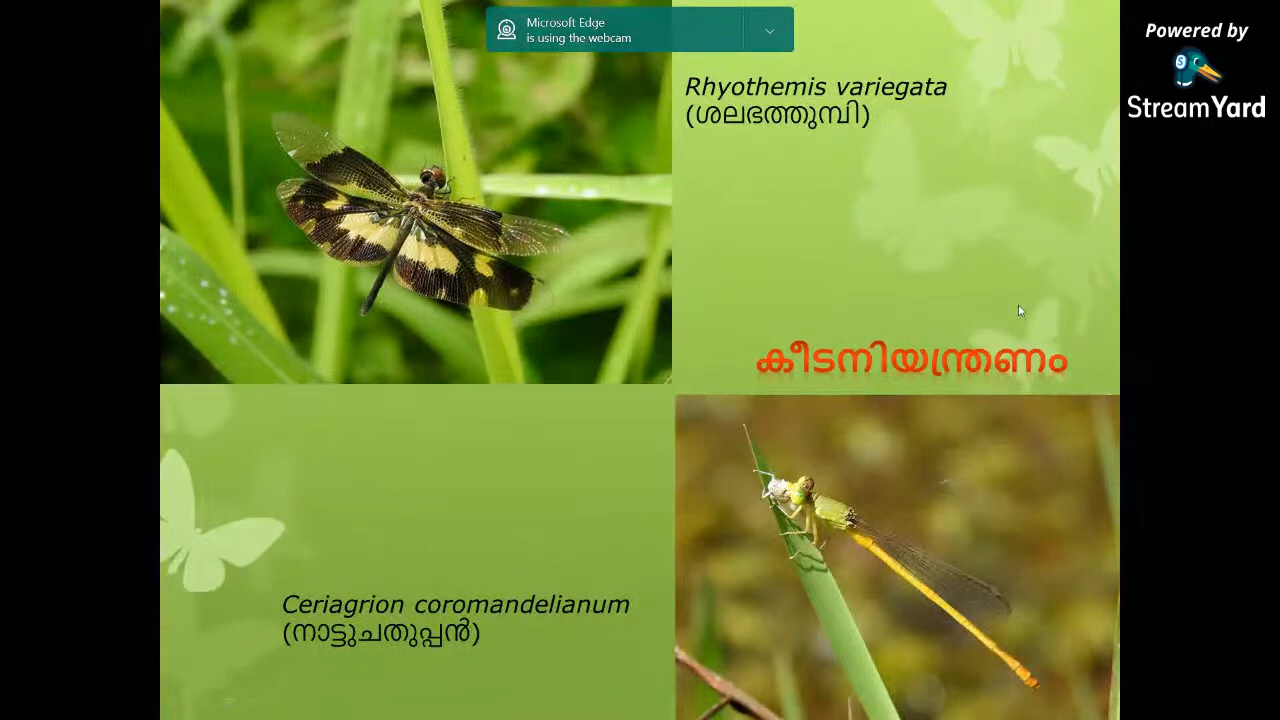 Microsoft Edge
is using the webcam
Powered by
StreamYard
Rhyothemis variegata
(ശലഭത്തുമ്പി)
കീടനിയന്ത്രണം
Ceriagrion coromandelianum
(നാട്ടുചതുപ്പൻ)